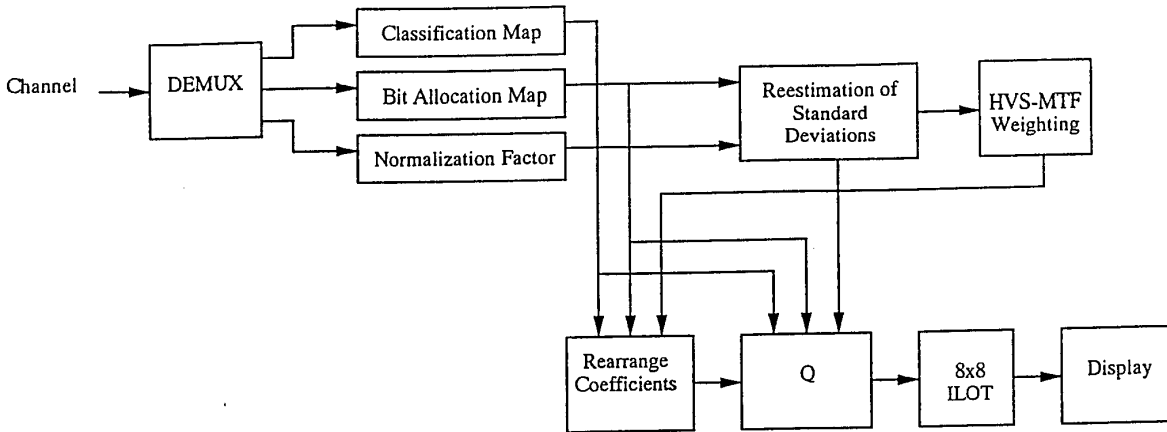 Classification Map
Channel
DEMUX
Bit Allocation Map
Normalization Factor
Reestimation of
Standard
Deviations
HVS-MTF
Weighting
Rearrange
Coefficients
Q
8x8
ILOT
Display